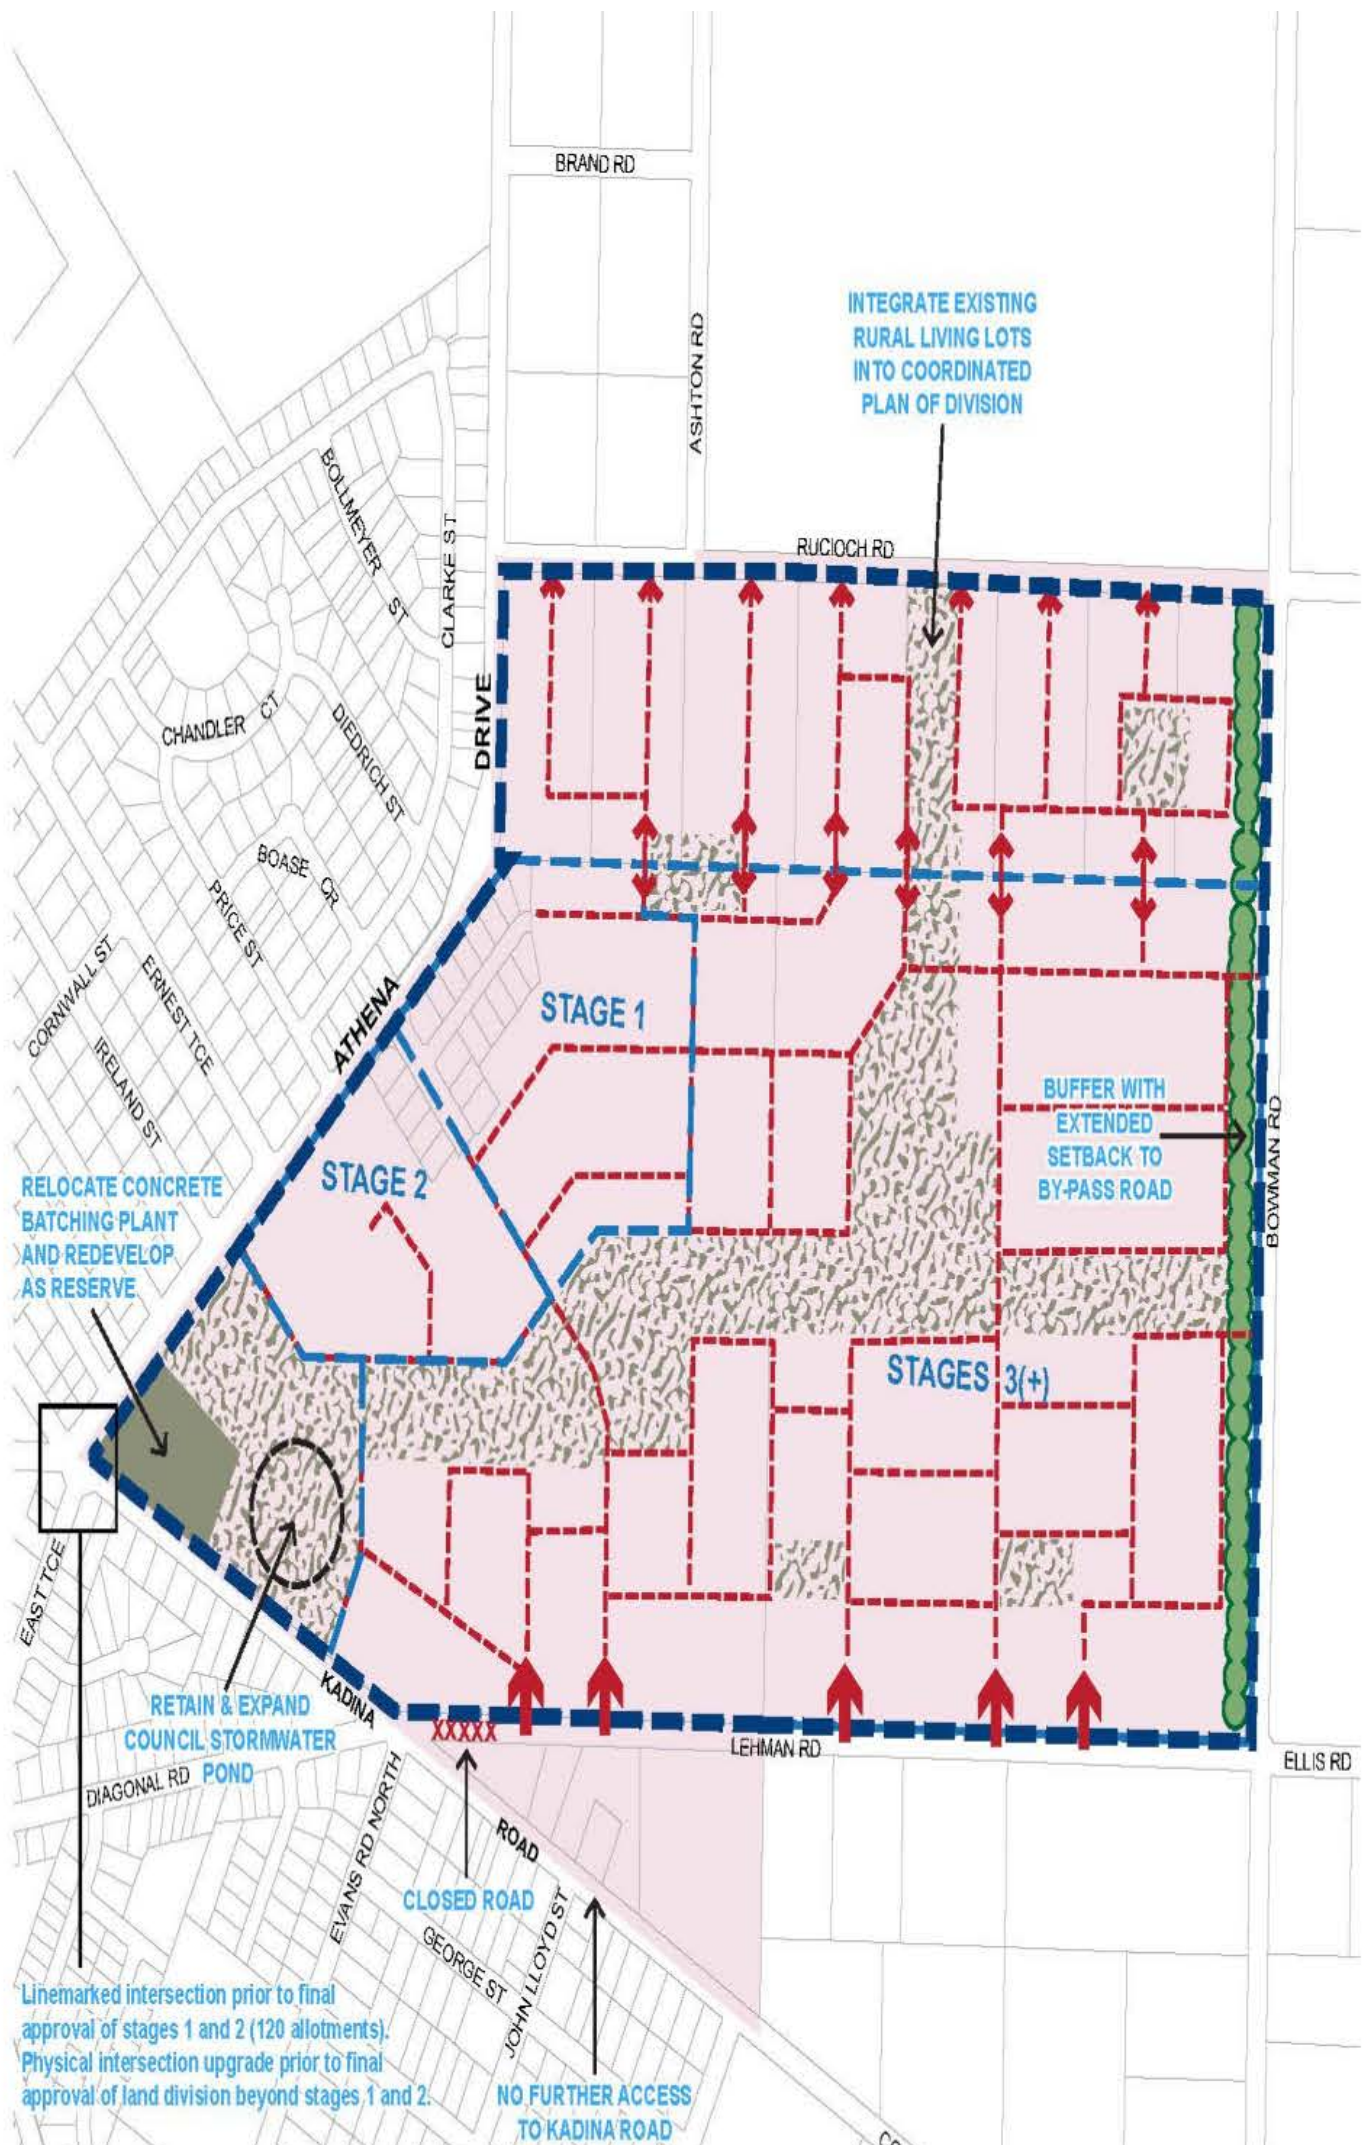 BRAND RD
INTEGRATE EXISTING
RURAL LIVING LOTS
INTO COORDINATED
PLAN OF DIVISION
ASHTON RD
BOLLMEYER ST
CLARKE ST
RUCIOCH RD
DRIVE
CHANDLER CT
DIEDRICH ST
BOASE CR
PRICE ST
CORNWALL ST
ERNEST TCE
IRELAND ST
ATHENA
STAGE 1
STAGE 2
BUFFER WITH
EXTENDED
SETBACK TO
BY-PASS ROAD
BOWMAN RD
RELOCATE CONCRETE
BATCHING PLANT
AND REDEVELOP
AS RESERVE
STAGES 3(+)
EAST TCE
KADINA
RETAIN & EXPAND
COUNCIL STORMWATER
POND
XXXXX
LEHMAN RD
ELLIS RD
DIAGONAL RD
EVANS RD NORTH
ROAD
CLOSED ROAD
GEORGE ST
JOHN LLOYD ST
Linemarked intersection prior to final
approval of stages 1 and 2 (120 allotments).
Physical intersection upgrade prior to final
approval of land division beyond stages 1 and 2.
NO FURTHER ACCESS
TO KADINA ROAD